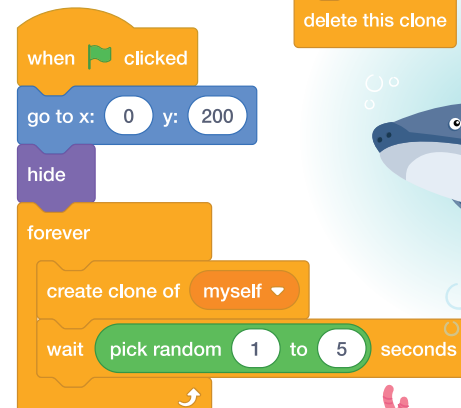 delete this clone
when clicked
go to x: 0 y: 200
hide
forever
create clone of myself
wait pick random 1 to 5 seconds